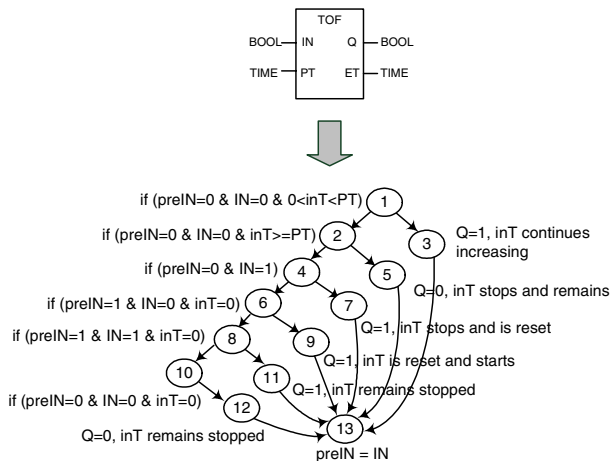 TOF
BOOL IN Q BOOL
TIME PT ET TIME
if (preIN=0 & IN=0 & 0<inT<PT) 1
if (preIN=0 & IN=0 & inT>=PT) 2 3 Q=1, inT continues
increasing
if (preIN=0 & IN=1) 4 5 Q=0, inT stops and remains
if (preIN=1 & IN=0 & inT=0) 6 7 Q=1, inT stops and is reset
if (preIN=1 & IN=1 & inT=0) 8 9 Q=1, inT is reset and starts
10 11 Q=1, inT remains stopped
if (preIN=0 & IN=0 & inT=0) 12
Q=0, inT remains stopped 13
preIN = IN